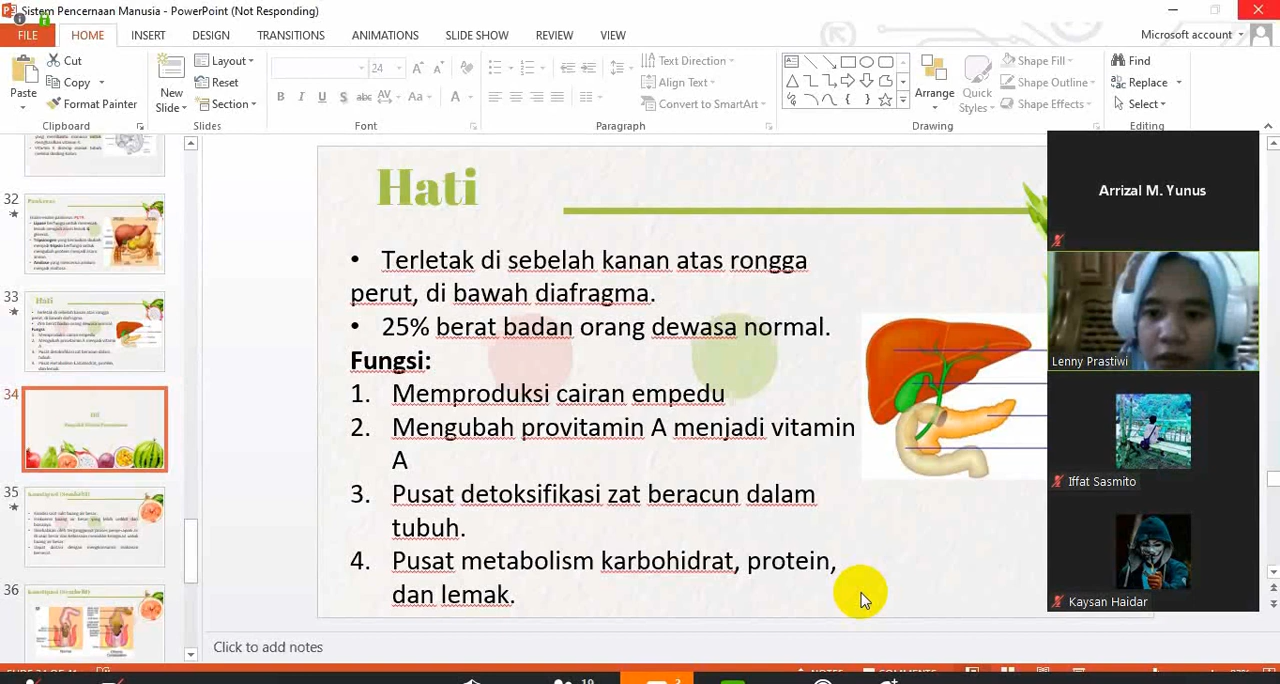 Sistem Pencernaan Manusia - PowerPoint (Not Responding)
FILE HOME INSERT DESIGN TRANSITIONS ANIMATIONS SLIDE SHOW REVIEW VIEW Microsoft account
Cut
Copy
Format Painter
Paste
Clipboard
New
Slide
Layout
Reset
Section
Slides
24
B I U S abc AV Aa A
Font
Text Direction
Align Text
Convert to SmartArt
Paragraph
Arrange
Quick
Styles
Shape Fill
Shape Outline
Shape Effects
Drawing
Find
Replace
Select
Editing
32
33
Hati
34
35
36
Hati
• Terletak di sebelah kanan atas rongga
perut, di bawah diafragma.
• 25% berat badan orang dewasa normal.
Fungsi:
1. Memproduksi cairan empedu
2. Mengubah provitamin A menjadi vitamin
A
3. Pusat detoksifikasi zat beracun dalam
tubuh.
4. Pusat metabolism karbohidrat, protein,
dan lemak.
Arrizal M. Yunus
Lenny Prastiwi
Iffat Sasmito
Kaysan Haidar
Click to add notes